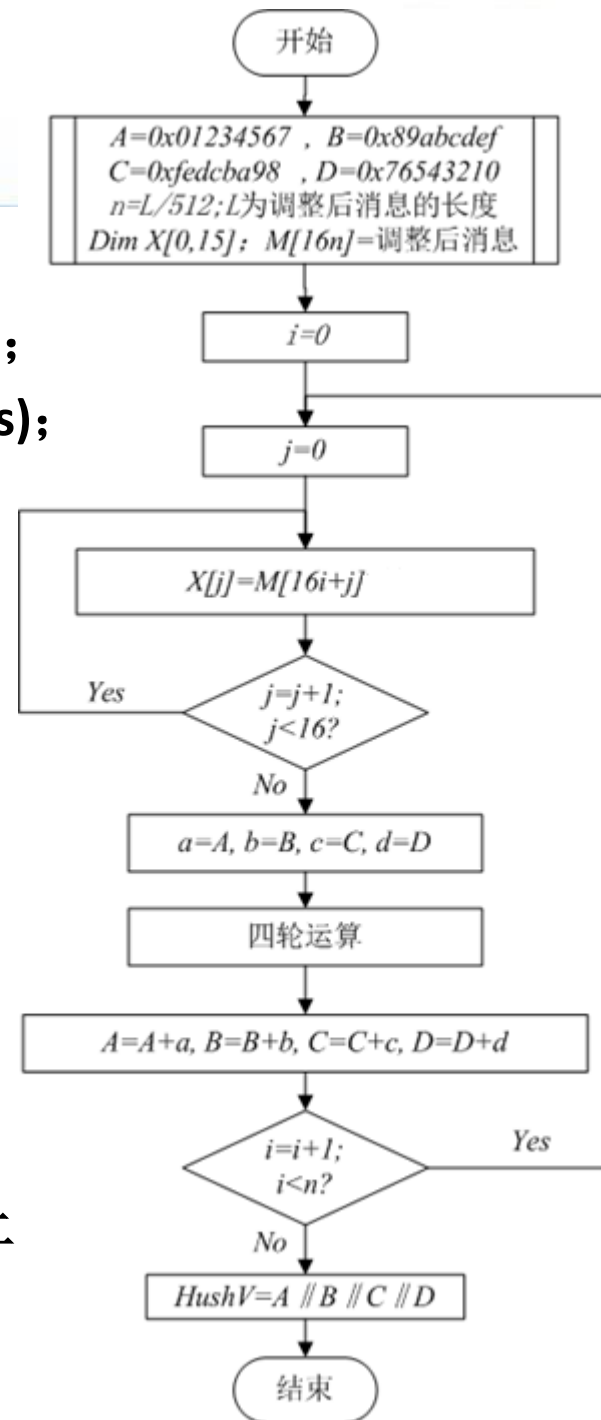 开始
A=0x01234567 , B=0x89abcdef
C=0xfedcba98 ,D=0x76543210
n=L/512;L为调整后消息的长度
Dim X[0,15]；M[16n]=调整后消息
i=0
；
s)；
j=0
X[j]=M[16i+j]
Yes
j=j+1;
j<16?
No
a=A, b=B, c=C, d=D
四轮运算
A=A+a, B=B+b, C=C+c, D=D+d
i=i+1;
i<n?
Yes
No
HushV=A ∥B ∥C ∥D
结束